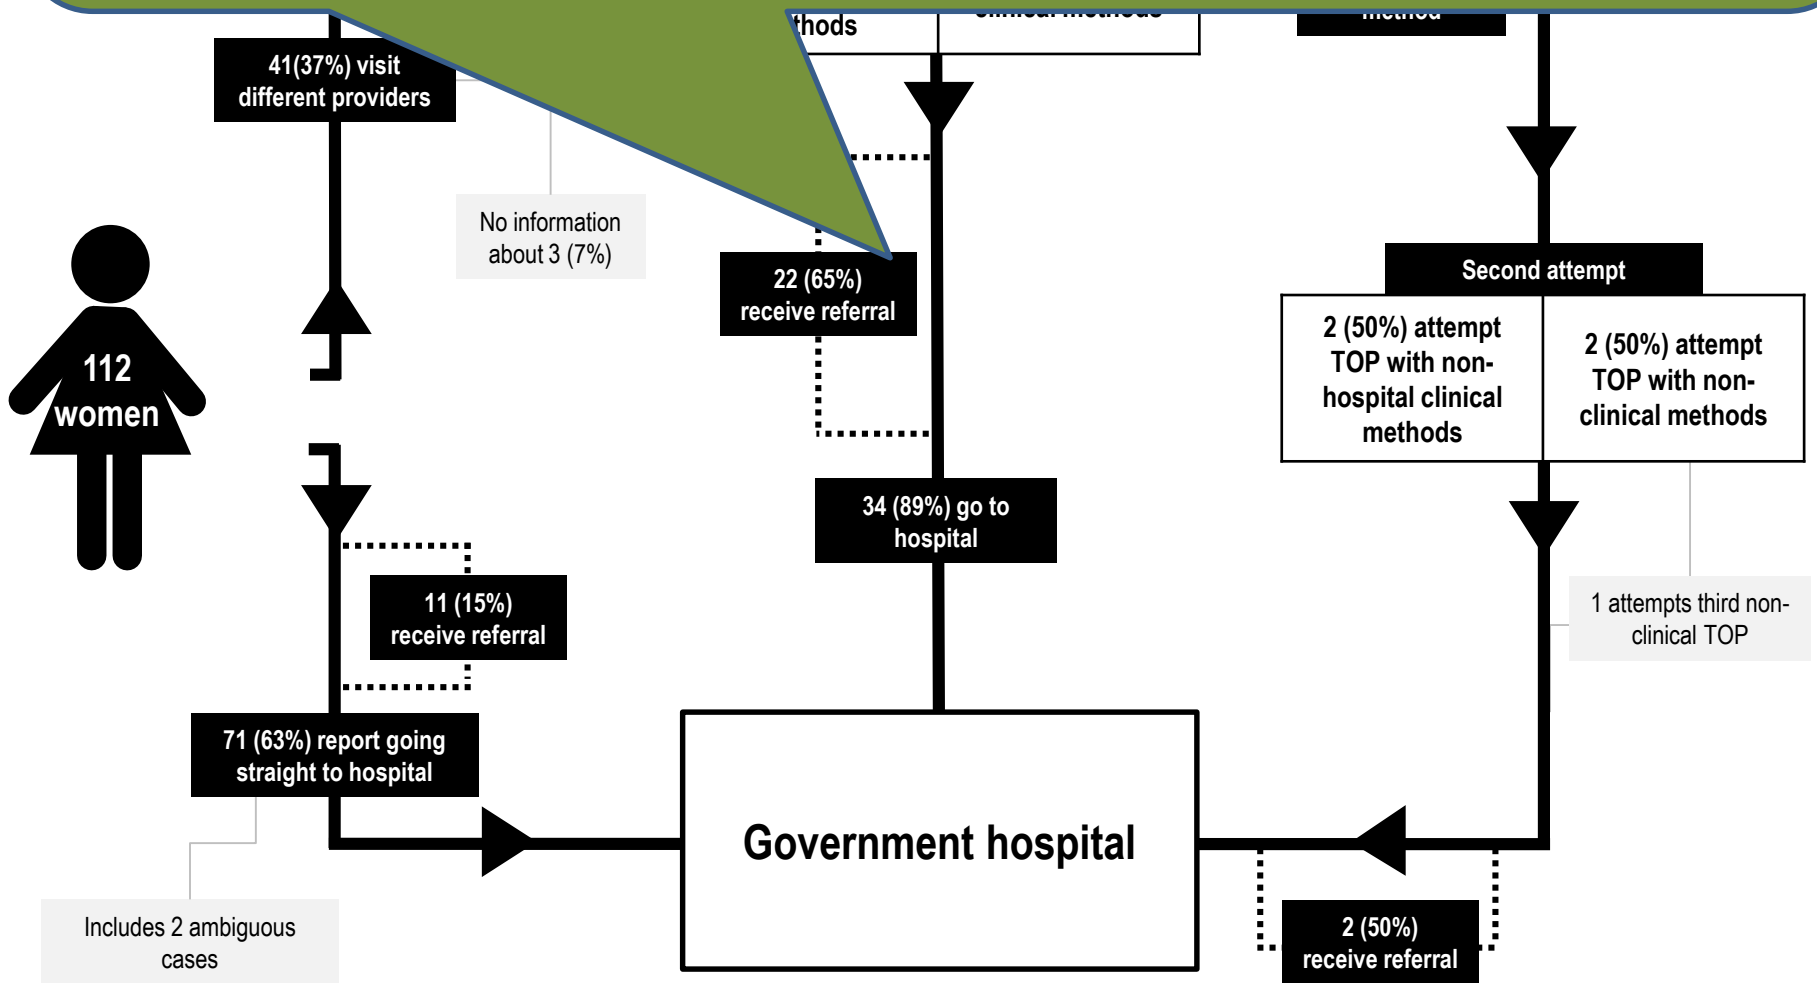 thods
clinical methods
method
41(37%) visit
different providers
No information
about 3 (7%)
112
women
22 (65%)
receive referral
Second attempt
2 (50%) attempt
TOP with non-
hospital clinical
methods
2 (50%) attempt
TOP with non-
clinical methods
34 (89%) go to
hospital
11 (15%)
receive referral
1 attempts third non-
clinical TOP
71 (63%) report going
straight to hospital
Government hospital
Includes 2 ambiguous
cases
2 (50%)
receive referral